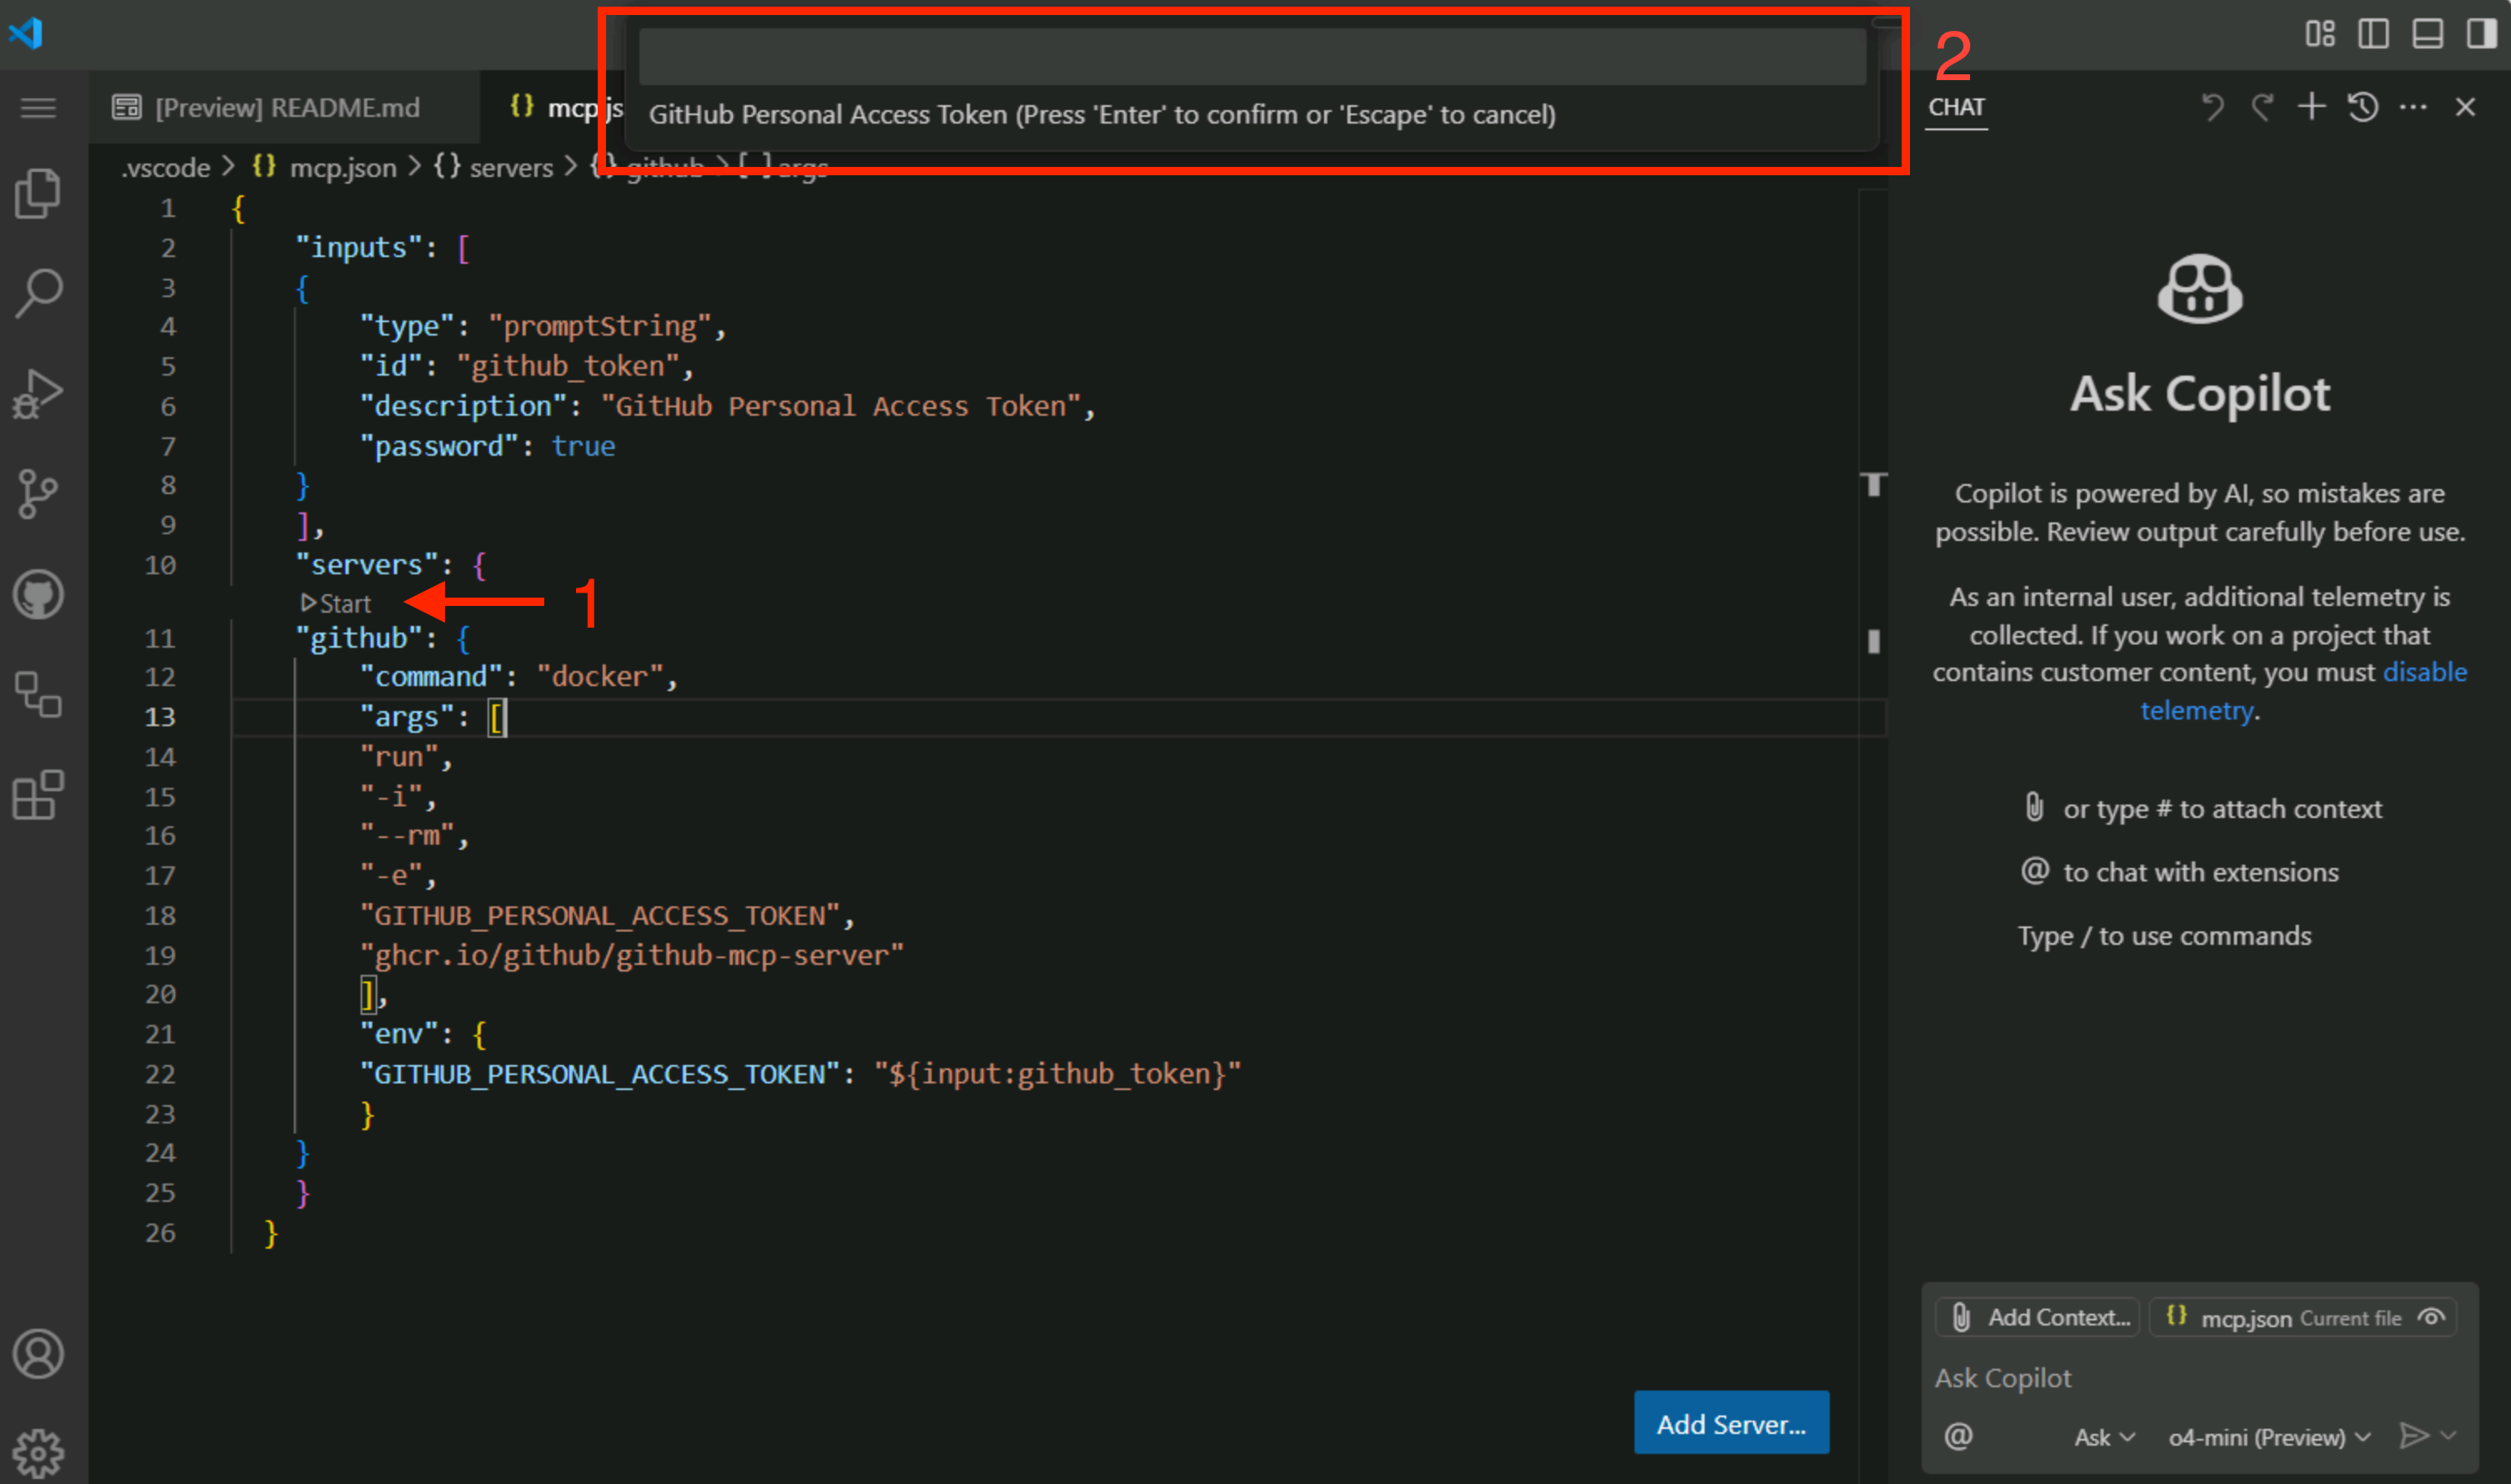 GitHub Personal Access Token (Press 'Enter' to confirm or 'Escape' to cancel)
2
[Preview] README.md
{} mcp.js
CHAT
.vscode > {} mcp.json > {} servers > {} github > [ ] args
1 {
2 "inputs": [
3 {
4 "type": "promptString",
5 "id": "github_token",
6 "description": "GitHub Personal Access Token",
7 "password": true
8 }
9 ],
10 "servers": {
Start
1
11 "github": {
12 "command": "docker",
13 "args": [
14 "run",
15 "-i",
16 "--rm",
17 "-e",
18 "GITHUB_PERSONAL_ACCESS_TOKEN",
19 "ghcr.io/github/github-mcp-server"
20 ],
21 "env": {
22 "GITHUB_PERSONAL_ACCESS_TOKEN": "${input:github_token}"
23 }
24 }
25 }
26 }
Add Server...
Ask Copilot
Copilot is powered by AI, so mistakes are
possible. Review output carefully before use.
As an internal user, additional telemetry is
collected. If you work on a project that
contains customer content, you must disable
telemetry.
or type # to attach context
@ to chat with extensions
Type / to use commands
Add Context...
{} mcp.json Current file
Ask Copilot
@
Ask
o4-mini (Preview)